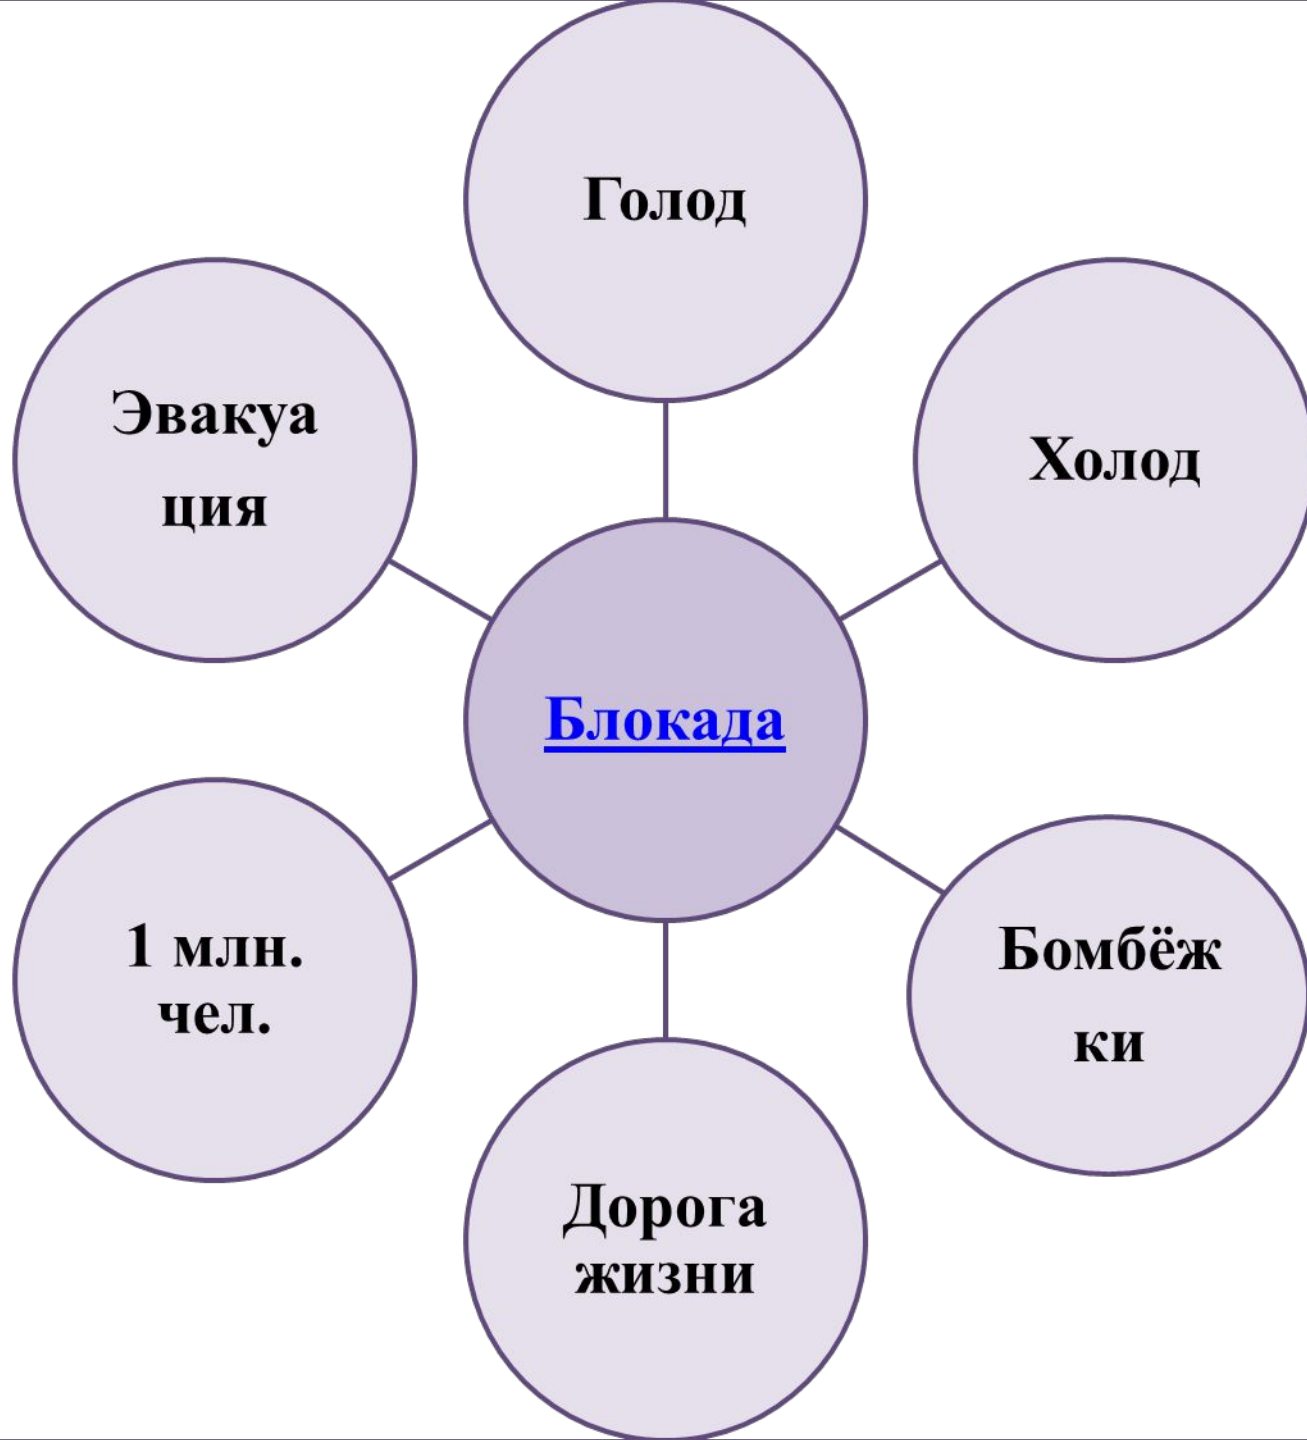 Голод
Эвакуа
ция
Холод
Блокада
1 млн.
чел.
Бомбёж
ки
Дорога
жизни